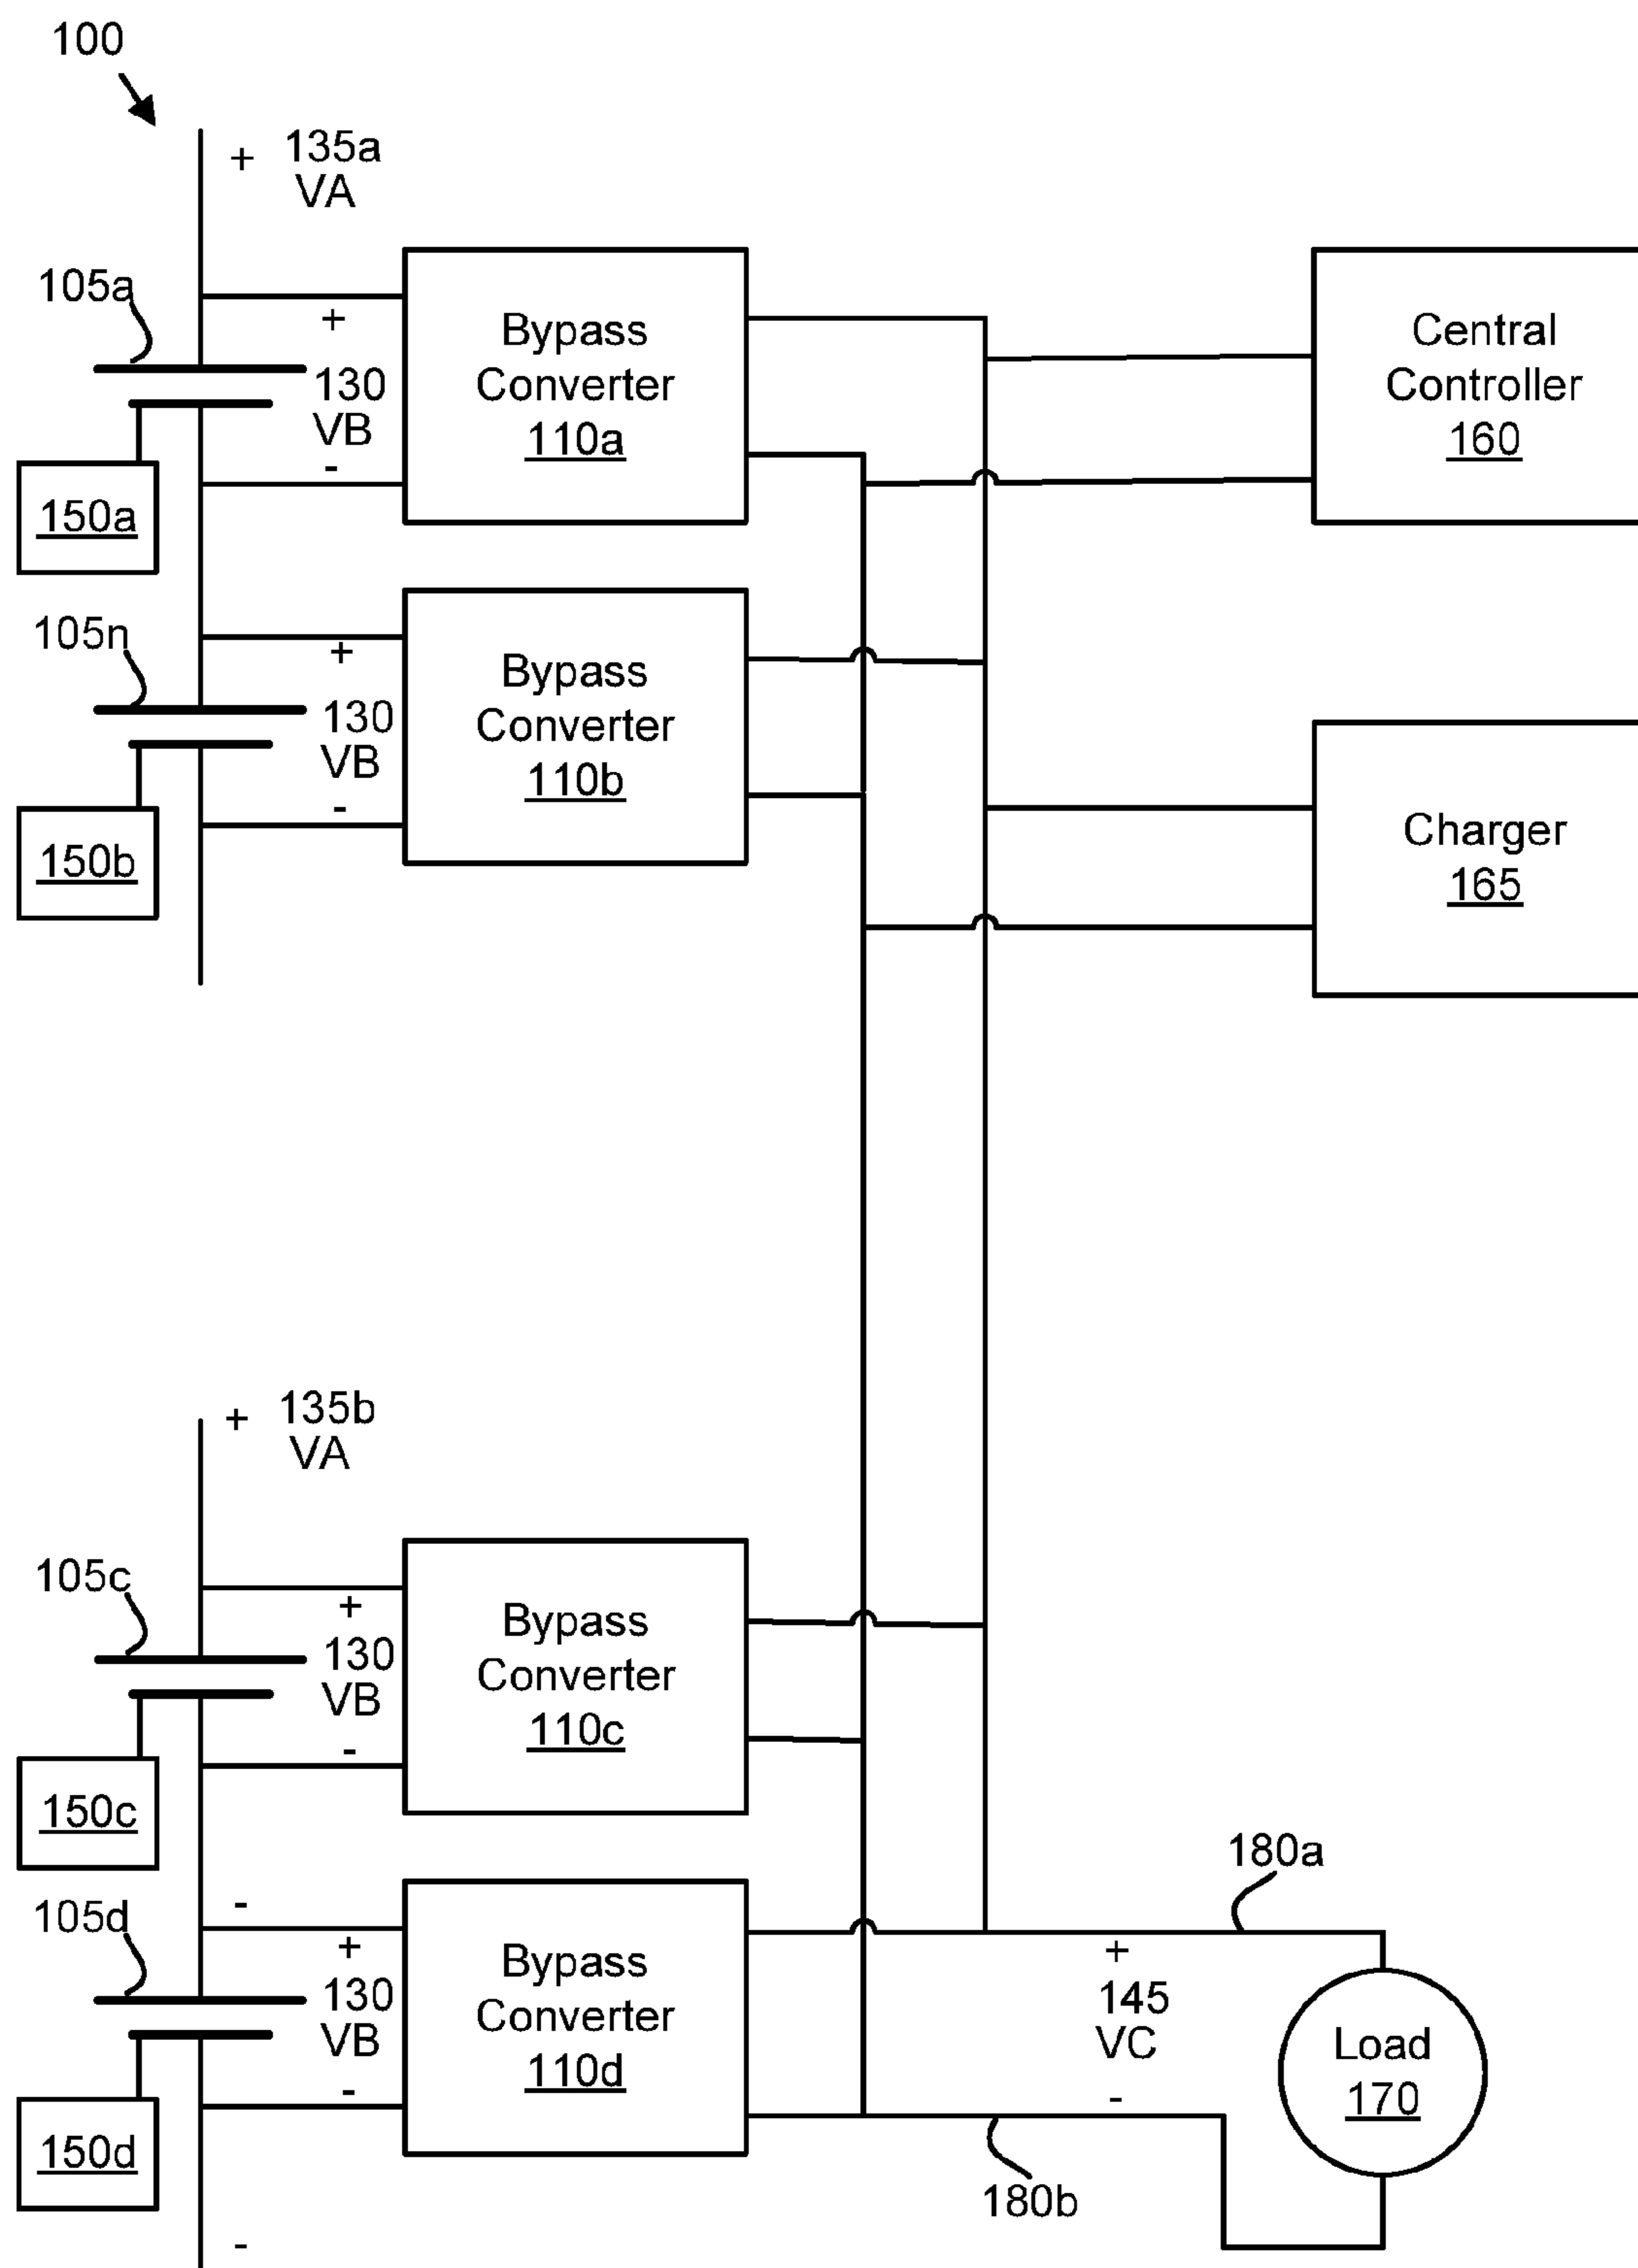 100
+ 135a
VA
105a
+
130
VB
-
150a
Bypass
Converter
110a
Central
Controller
160
105n
+
130
VB
-
150b
Bypass
Converter
110b
Charger
165
+ 135b
VA
105c
+
130
VB
-
150c
Bypass
Converter
110c
-
105d
+
130
VB
-
150d
Bypass
Converter
110d
180a
+
145
VC
-
Load
170
180b
-